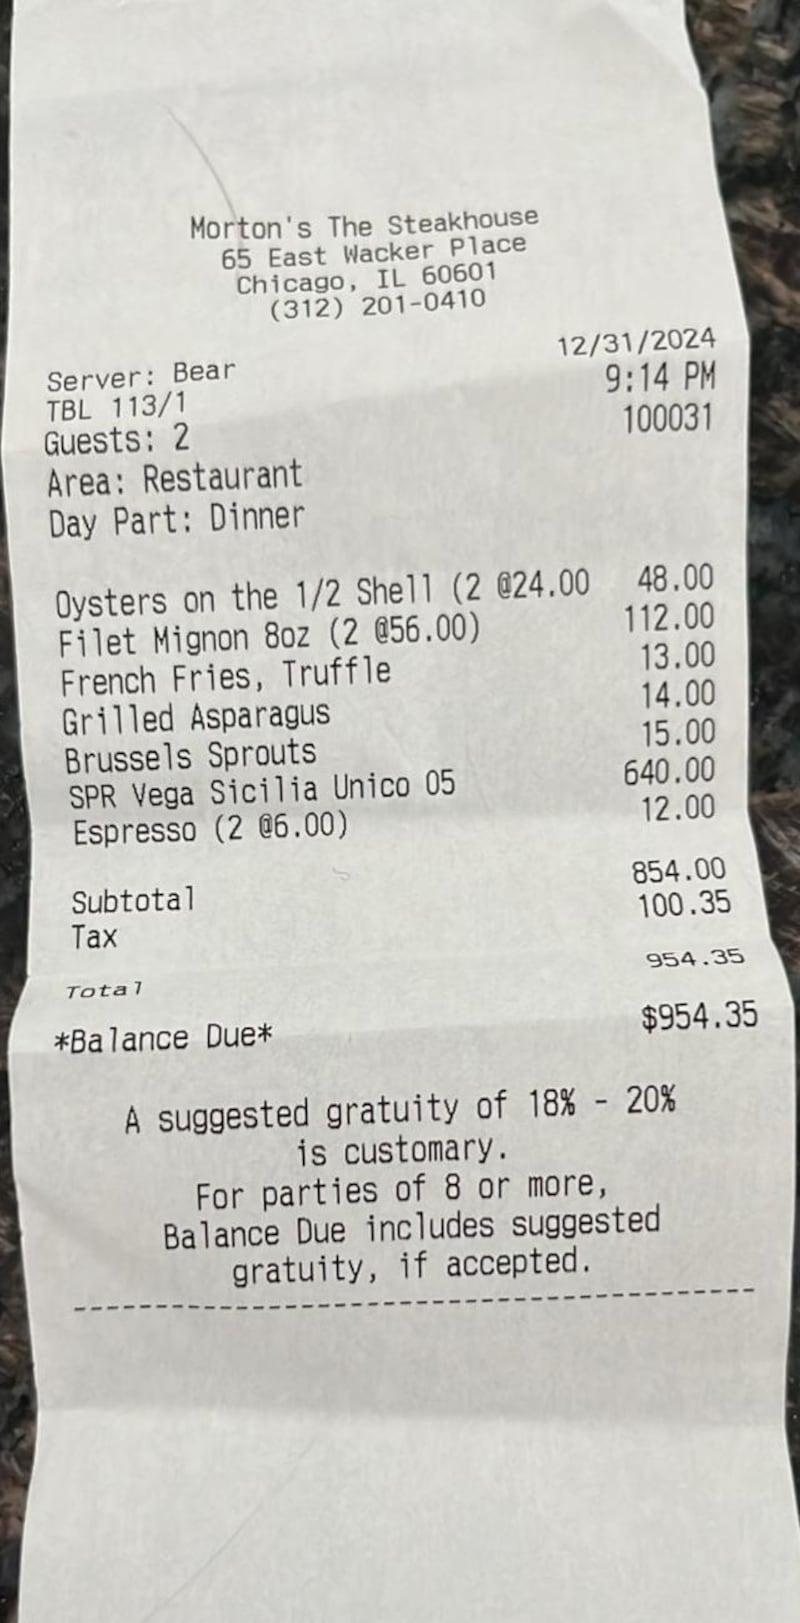 Morton's The Steakhouse
65 East Wacker Place
Chicago, IL 60601
(312) 201-0410
12/31/2024
Server: Bear 9:14 PM
TBL 113/1 100031
Guests: 2
Area: Restaurant
Day Part: Dinner
Oysters on the 1/2 Shell (2 @24.00 48.00
Filet Mignon 8oz (2 @56.00) 112.00
French Fries, Truffle 13.00
Grilled Asparagus 14.00
Brussels Sprouts 15.00
SPR Vega Sicilia Unico 05 640.00
Espresso (2 @6.00) 12.00
Subtotal 854.00
Tax 100.35
Total 954.35
*Balance Due* $954.35
A suggested gratuity of 18% - 20%
is customary.
For parties of 8 or more,
Balance Due includes suggested
gratuity, if accepted.